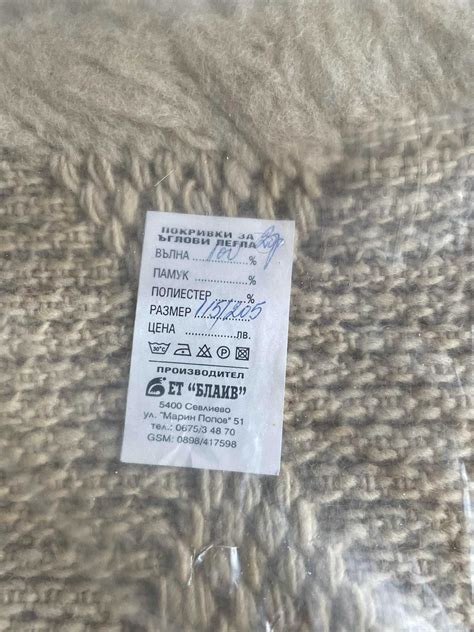 ПОКРИВКИ ЗА
ЪГЛОВИ ЛЕГЛА
ВЪЛНА.....100.....%
ПАМУК...............%
ПОЛИЕСТЕР........%
РАЗМЕР 115/205
ЦЕНА ..............лв.
30°C
ПРОИЗВОДИТЕЛ
ЕТ "БЛАИВ"
5400 Севлиево
ул. "Марин Попов" 51
тел.: 0675/3 48 70
GSM: 0898/417598